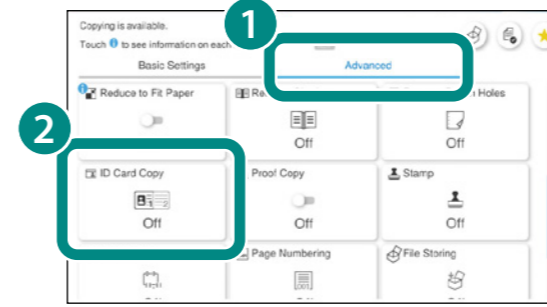 Copying is available.
1
Touch to see information on each
Basic Settings
Advanced
Reduce to Fit Paper
Holes
Off
Off
2
ID Card Copy
Proof Copy
Stamp
Off
Off
Off
Page Numbering
File Storing